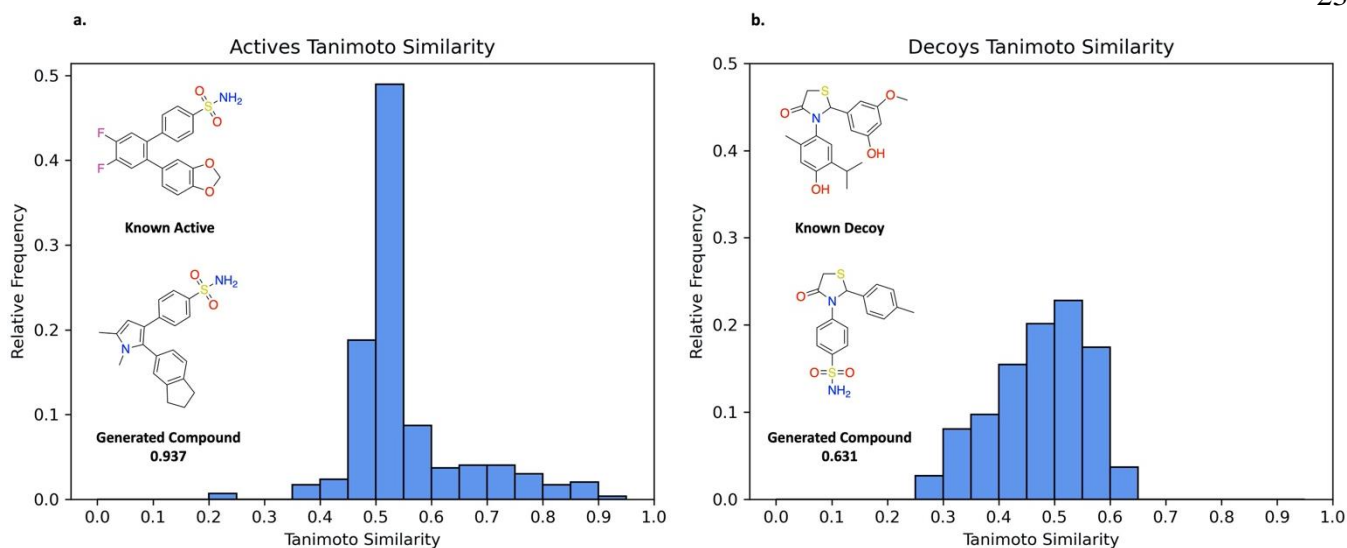 a.
Actives Tanimoto Similarity
0.5
0.4
0.3
0.2
0.1
0.0
Relative Frequency
O
S
NH2
O
F
F
O
O
Known Active
O
S
NH2
O
N
Generated Compound
0.937
0.0 0.1 0.2 0.3 0.4 0.5 0.6 0.7 0.8 0.9 1.0
Tanimoto Similarity
b.
Decoys Tanimoto Similarity
0.5
0.4
0.3
0.2
0.1
0.0
Relative Frequency
S
O
N
O
OH
OH
Known Decoy
S
O
N
O S O
NH2
Generated Compound
0.631
0.0 0.1 0.2 0.3 0.4 0.5 0.6 0.7 0.8 0.9 1.0
Tanimoto Similarity